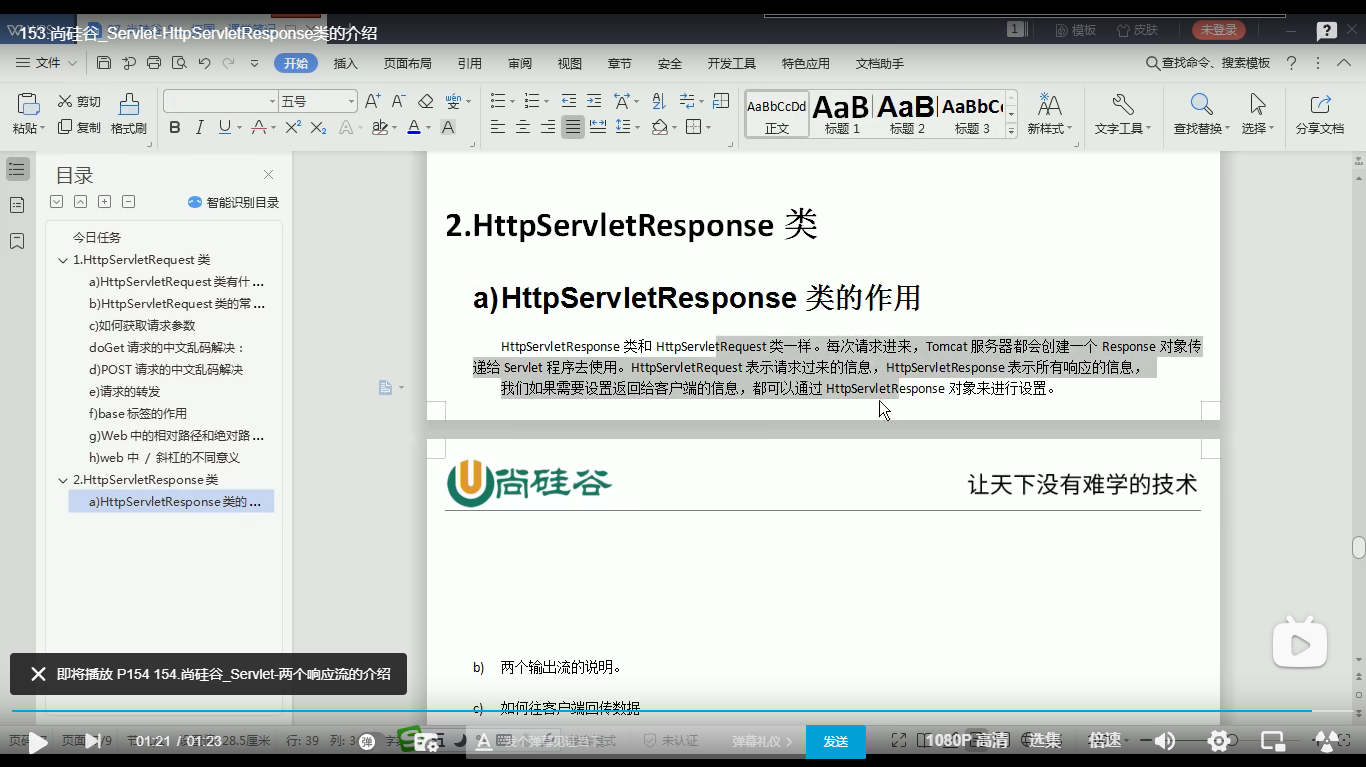 153.尚硅谷_Servlet-HttpServletResponse类的介绍
1
模板
皮肤
未登录
文件
开始
插入
页面布局
引用
审阅
视图
章节
安全
开发工具
特色应用
文档助手
查找命令、搜索模板
粘贴
剪切
复制
格式刷
五号
AaBbCcDd
正文
AaB
标题 1
AaB
标题 2
AaBbC
标题 3
新样式
文字工具
查找替换
选择
分享文档
目录
智能识别目录
今日任务
1.HttpServletRequest 类
a)HttpServletRequest 类有什 ...
b)HttpServletRequest 类的常 ...
c)如何获取请求参数
doGet 请求的中文乱码解决：
d)POST 请求的中文乱码解决
e)请求的转发
f)base 标签的作用
g)Web 中的相对路径和绝对路 ...
h)web 中 / 斜杠的不同意义
2.HttpServletResponse 类
a)HttpServletResponse 类的 ...
2.HttpServletResponse 类
a)HttpServletResponse 类的作用
HttpServletResponse 类和 HttpServletRequest 类一样。每次请求进来，Tomcat 服务器都会创建一个 Response 对象传
递给 Servlet 程序去使用。HttpServletRequest 表示请求过来的信息，HttpServletResponse 表示所有响应的信息，
我们如果需要设置返回给客户端的信息，都可以通过 HttpServletResponse 对象来进行设置。
尚硅谷
让天下没有难学的技术
b) 两个输出流的说明。
c) 如何往客户端回传数据
即将播放 P154 154.尚硅谷_Servlet-两个响应流的介绍
01:21 / 01:23
行: 39
未认证
弹幕礼仪
发送
1080P 高清
选集
倍速